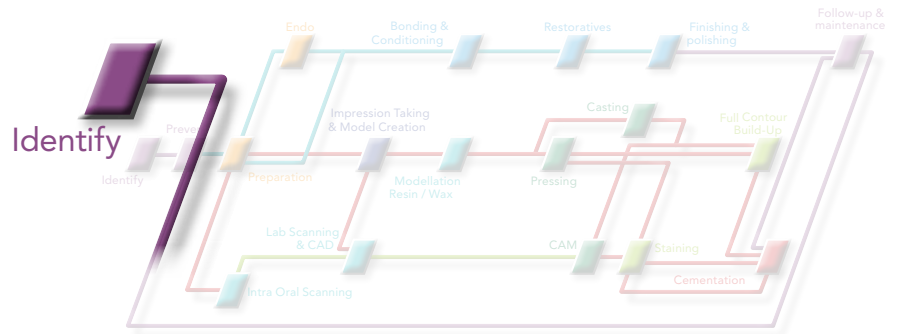 Follow-up &
maintenance
Endo
Bonding &
Conditioning
Restoratives
Finishing &
polishing
Identify
Preve
Impression Taking
& Model Creation
Casting
Full Contour
Build-Up
Identify
Preparation
Modellation
Resin / Wax
Pressing
Lab Scanning
& CAD
CAM
Staining
Cementation
Intra Oral Scanning